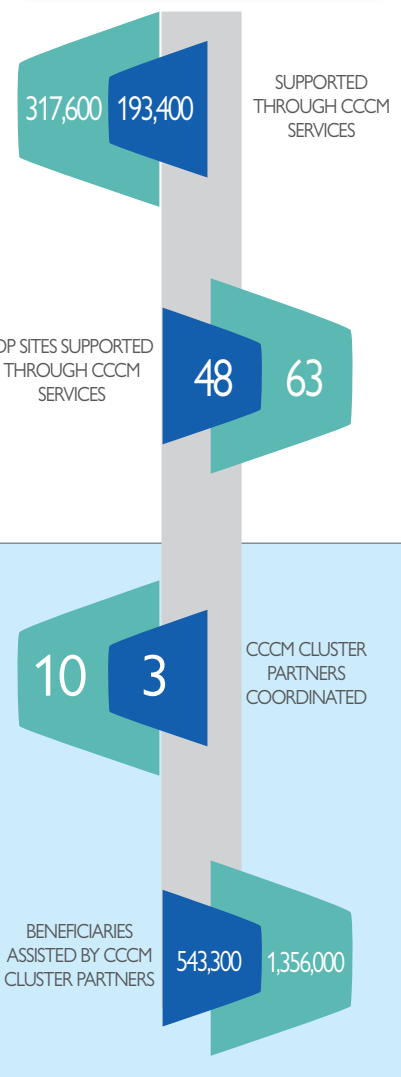 317,600 193,400
SUPPORTED
THROUGH CCCM
SERVICES
DP SITES SUPPORTED
THROUGH CCCM
SERVICES
48 63
10 3
CCCM CLUSTER
PARTNERS
COORDINATED
BENEFICIARIES
ASSISTED BY CCCM
CLUSTER PARTNERS
543,300 1,356,000